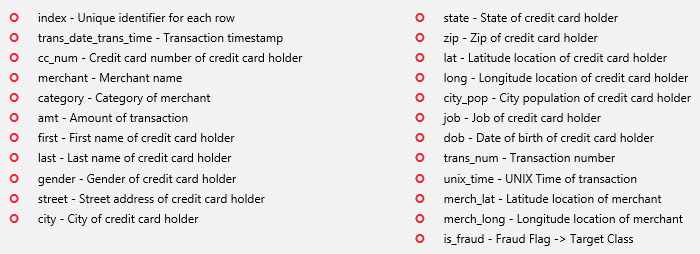 index - Unique identifier for each row
trans_date_trans_time - Transaction timestamp
cc_num - Credit card number of credit card holder
merchant - Merchant name
category - Category of merchant
amt - Amount of transaction
first - First name of credit card holder
last - Last name of credit card holder
gender - Gender of credit card holder
street - Street address of credit card holder
city - City of credit card holder
state - State of credit card holder
zip - Zip of credit card holder
lat - Latitude location of credit card holder
long - Longitude location of credit card holder
city_pop - City population of credit card holder
job - Job of credit card holder
dob - Date of birth of credit card holder
trans_num - Transaction number
unix_time - UNIX Time of transaction
merch_lat - Latitude location of merchant
merch_long - Longitude location of merchant
is_fraud - Fraud Flag -> Target Class